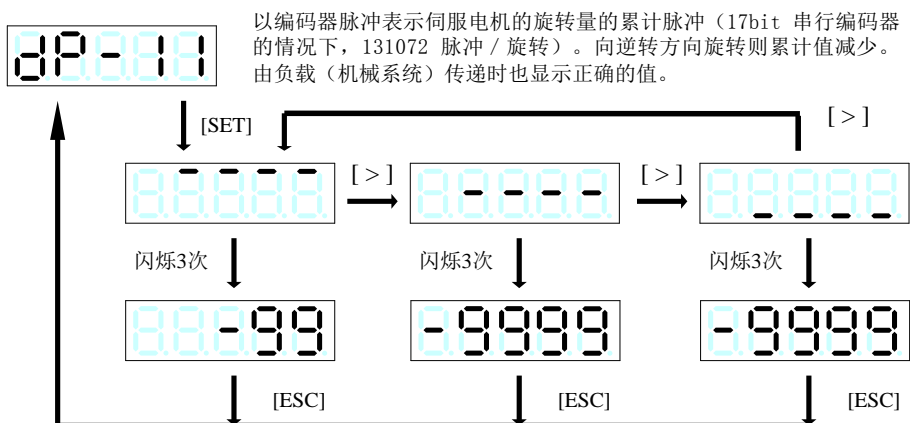 以编码器脉冲表示伺服电机的旋转量的累计脉冲（17bit 串行编码器
的情况下，131072 脉冲／旋转）。向逆转方向旋转则累计值减少。
由负载（机械系统）传递时也显示正确的值。
dP-11
[SET]
[ > ]
- - - -
[ > ]
- - - -
[ > ]
- - - -
闪烁3次
闪烁3次
闪烁3次
-99
-9999
-9999
[ESC]
[ESC]
[ESC]